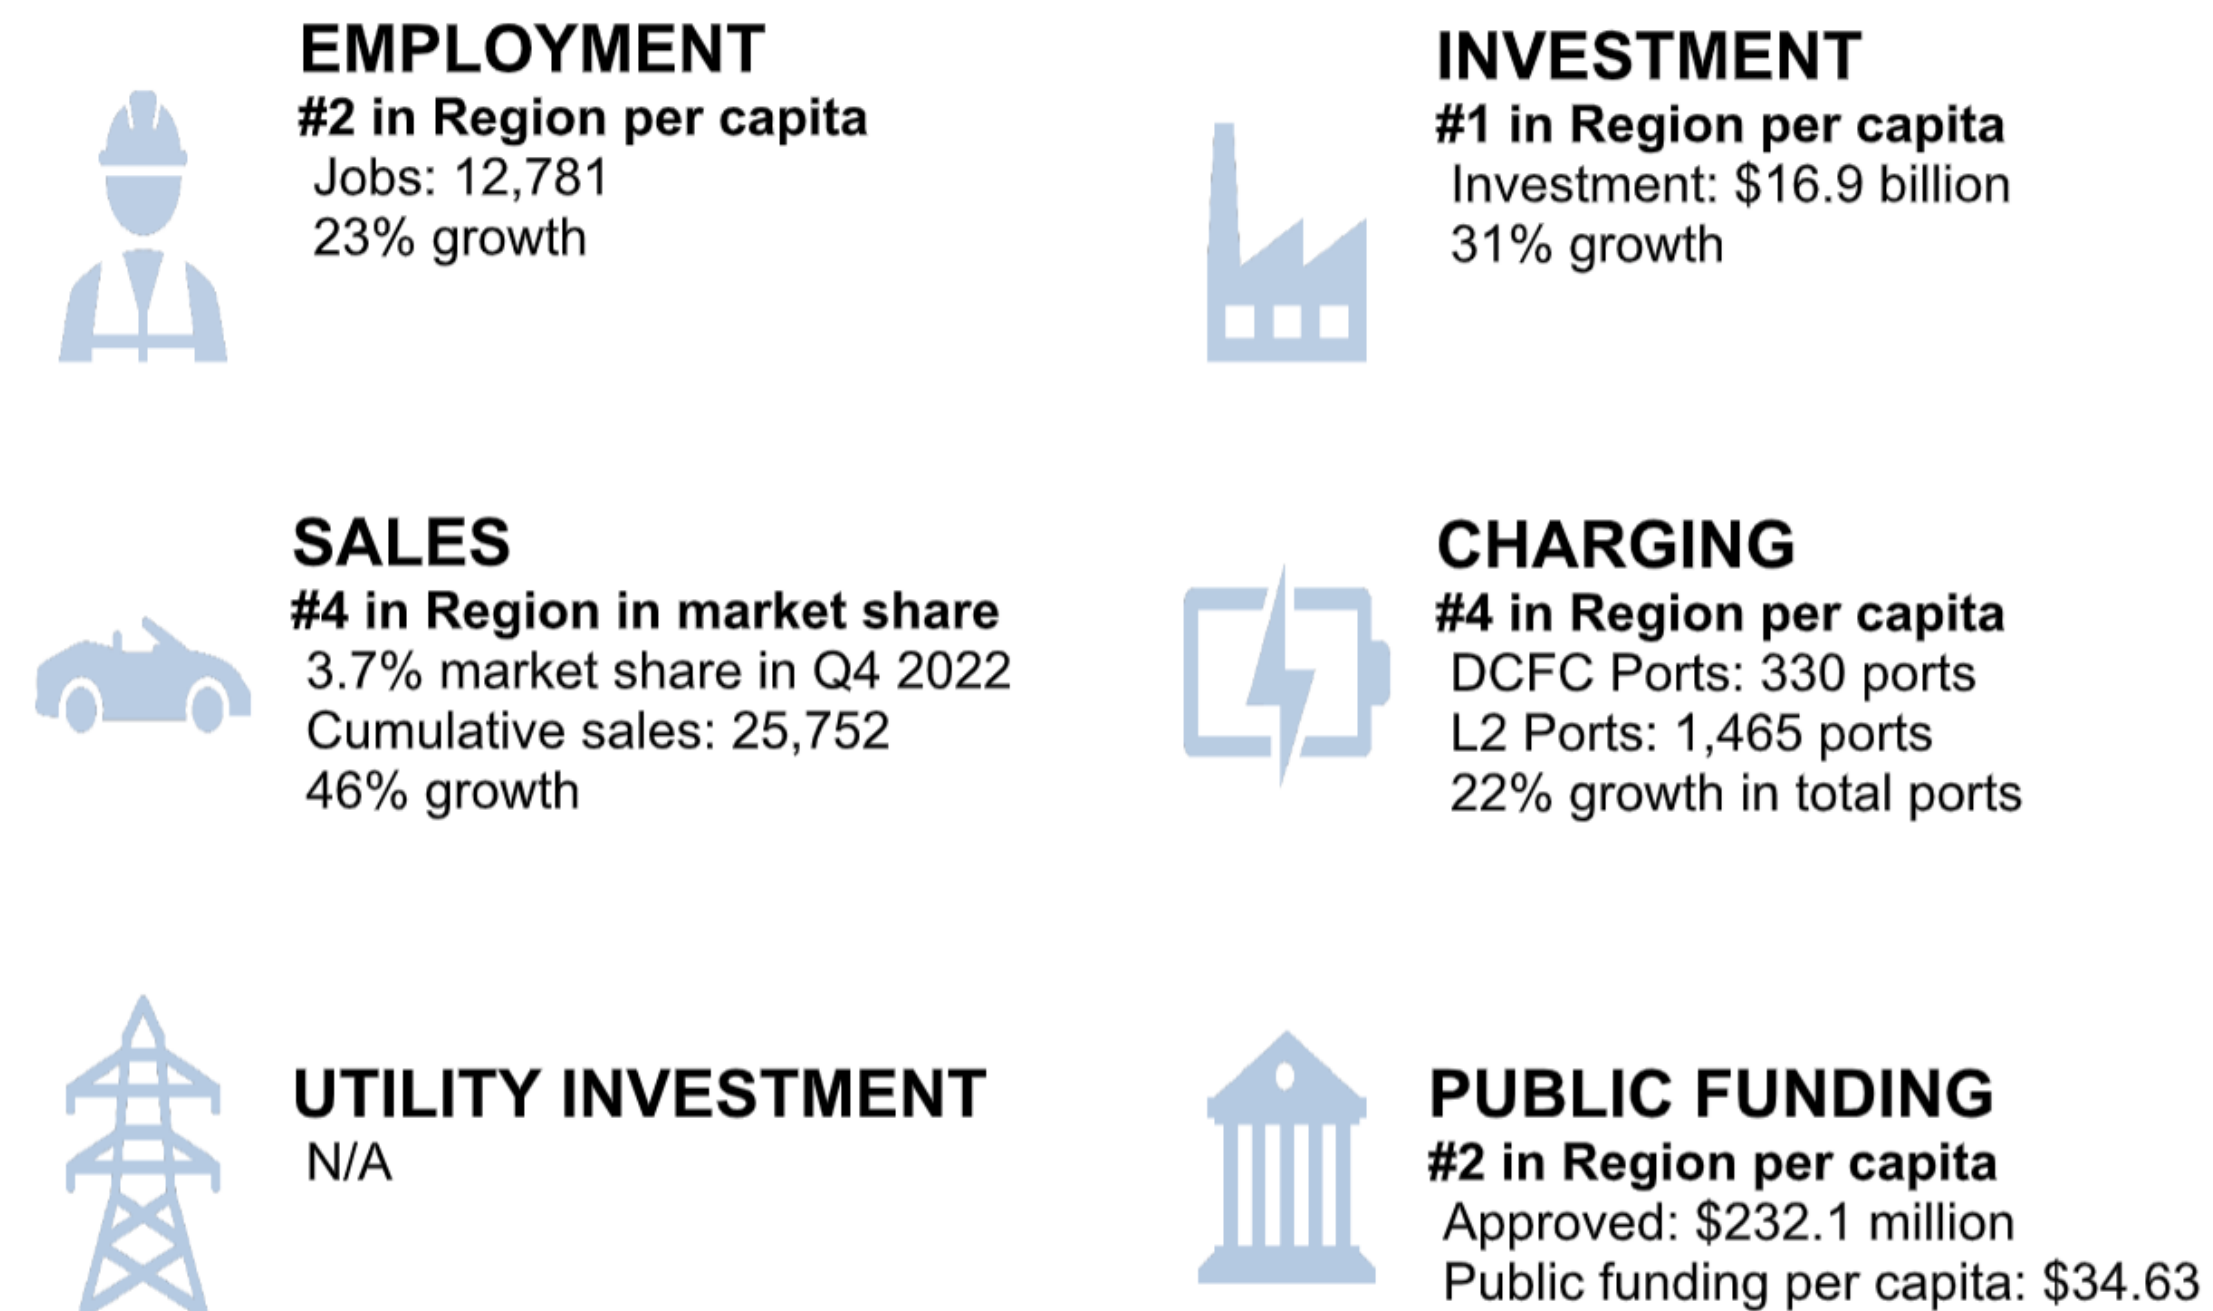 EMPLOYMENT
#2 in Region per capita
Jobs: 12,781
23% growth
INVESTMENT
#1 in Region per capita
Investment: $16.9 billion
31% growth
SALES
#4 in Region in market share
3.7% market share in Q4 2022
Cumulative sales: 25,752
46% growth
CHARGING
#4 in Region per capita
DCFC Ports: 330 ports
L2 Ports: 1,465 ports
22% growth in total ports
UTILITY INVESTMENT
N/A
PUBLIC FUNDING
#2 in Region per capita
Approved: $232.1 million
Public funding per capita: $34.63